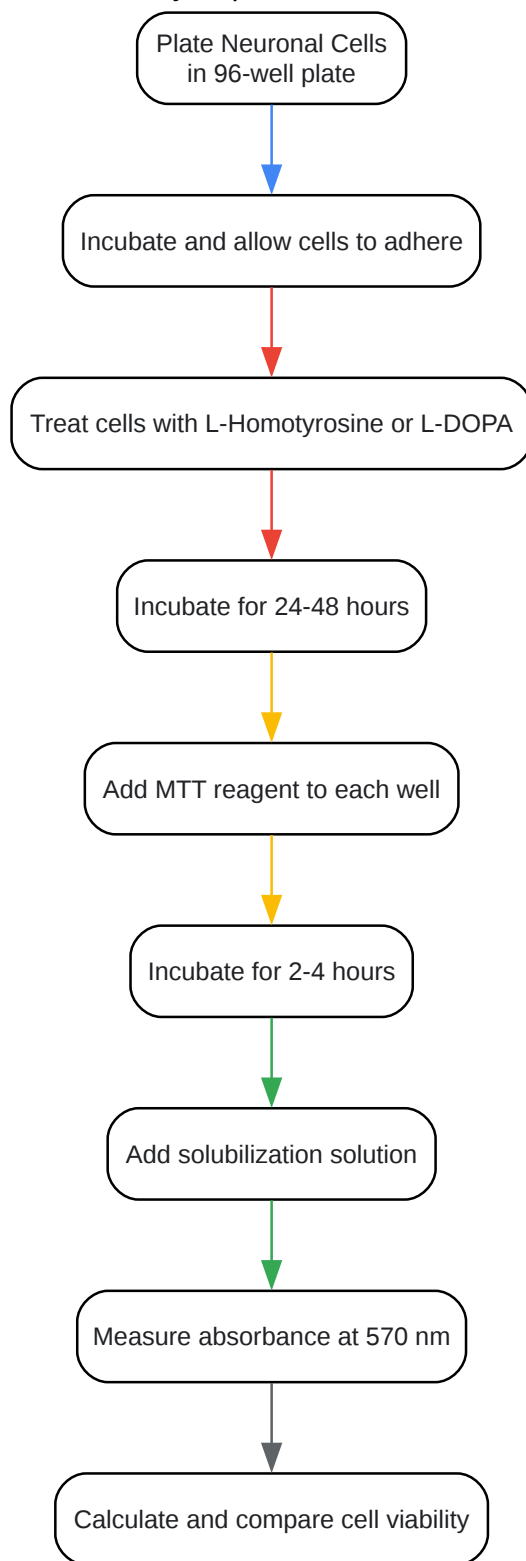 Plate Neuronal Cells
in 96-well plate
Incubate and allow cells to adhere
Treat cells with L-Homotyrosine or L-DOPA
Incubate for 24-48 hours
Add MTT reagent to each well
Incubate for 2-4 hours
Add solubilization solution
Measure absorbance at 570 nm
Calculate and compare cell viability